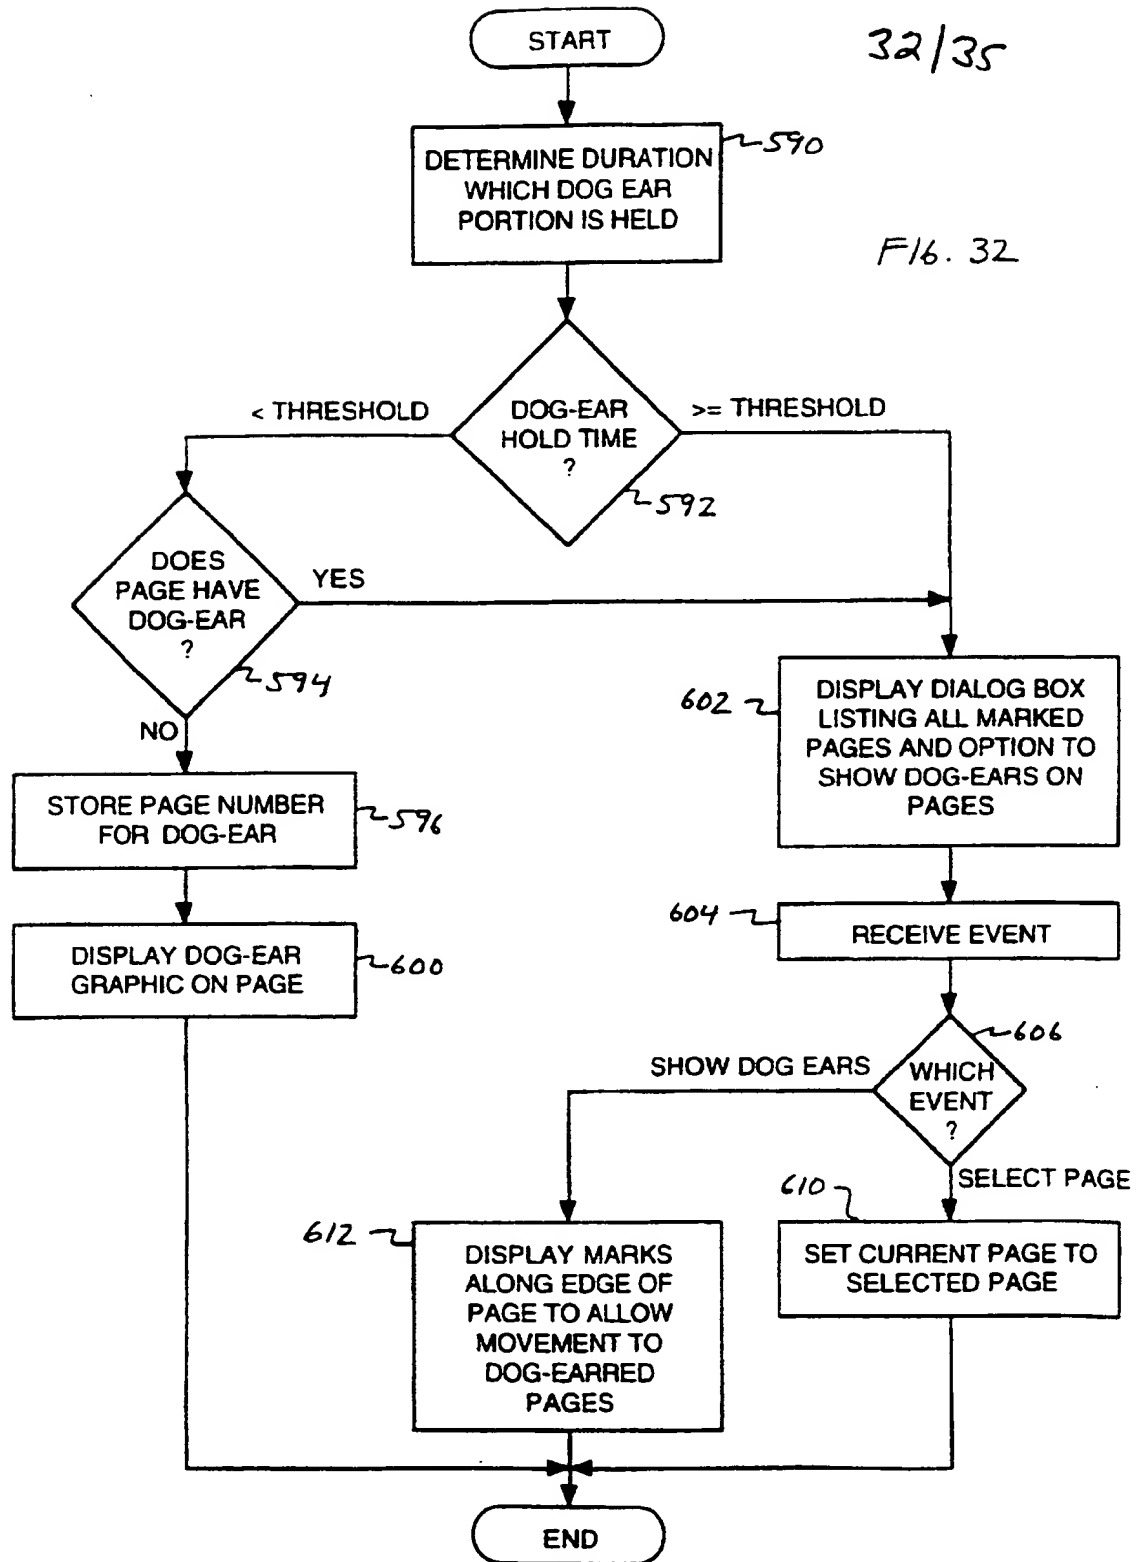 START
32/35
DETERMINE DURATION
WHICH DOG EAR
PORTION IS HELD
590
FIG. 32
< THRESHOLD
DOG-EAR
HOLD TIME
?
>= THRESHOLD
592
DOES
PAGE HAVE
DOG-EAR
?
YES
594
NO
602
DISPLAY DIALOG BOX
LISTING ALL MARKED
PAGES AND OPTION TO
SHOW DOG-EARS ON
PAGES
STORE PAGE NUMBER
FOR DOG-EAR
596
604
RECEIVE EVENT
DISPLAY DOG-EAR
GRAPHIC ON PAGE
600
606
SHOW DOG EARS
WHICH
EVENT
?
SELECT PAGE
610
612
DISPLAY MARKS
ALONG EDGE OF
PAGE TO ALLOW
MOVEMENT TO
DOG-EARRED
PAGES
SET CURRENT PAGE TO
SELECTED PAGE
END